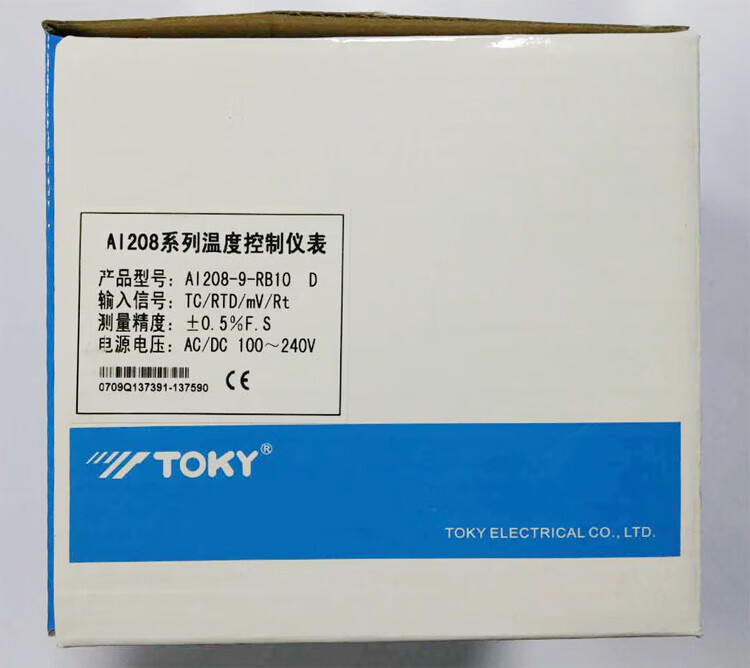 AI208系列温度控制仪表
产品型号: AI208-9-RB10 D
输入信号: TC/RTD/mV/Rt
测量精度: ±0.5%F.S
电源电压: AC/DC 100～240V
0709Q137391-137590
CE
TOKY®
TOKY ELECTRICAL CO., LTD.